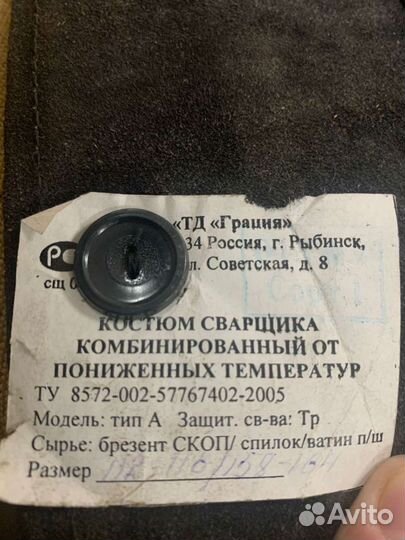 «ТД «Грация»
34 Россия, г. Рыбинск,
л. Советская, д. 8
КОСТЮМ СВАРЩИКА
КОМБИНИРОВАННЫЙ ОТ
ПОНИЖЕННЫХ ТЕМПЕРАТУР
ТУ 8572-002-57767402-2005
Модель: тип А Защит. св-ва: Тр
Сырье: брезент СКОП/ спилок/ватин п/ш
Размер
Avito